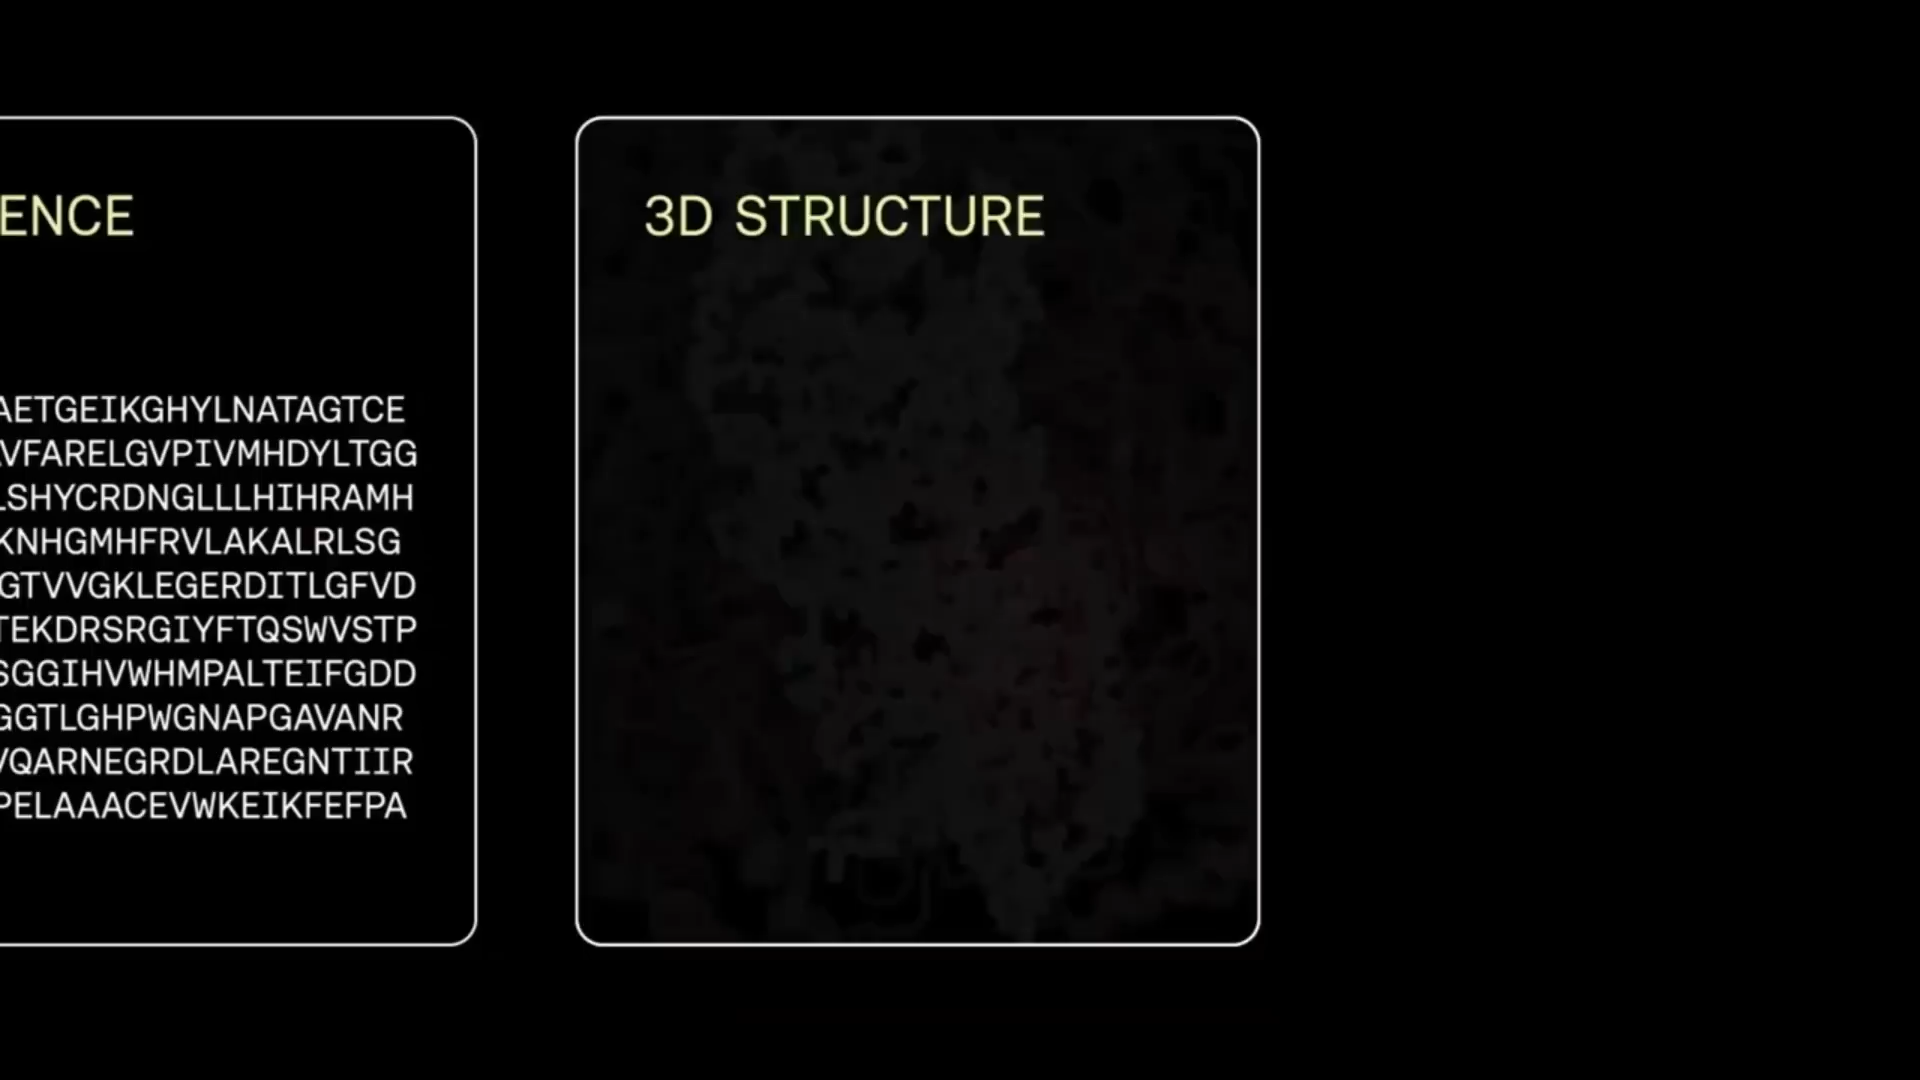 ENCE
AETGEIKGHYLNATAGTCE
VFARELGVPIVMHDYLTGG
LSHYCRDNGLLLHIHRAMH
KNHGMHFRVLAKALRLSG
GTVVGKLEGERDITLGFVD
TEKDRSRGIYFTQSWVSTP
SGGIHVWHMPALTEIFGDD
GGTLGHPWGNAPGAVANR
VQARNEGRDLAREGNTIIR
PELAAACEVWKEIKFEFPA
3D STRUCTURE